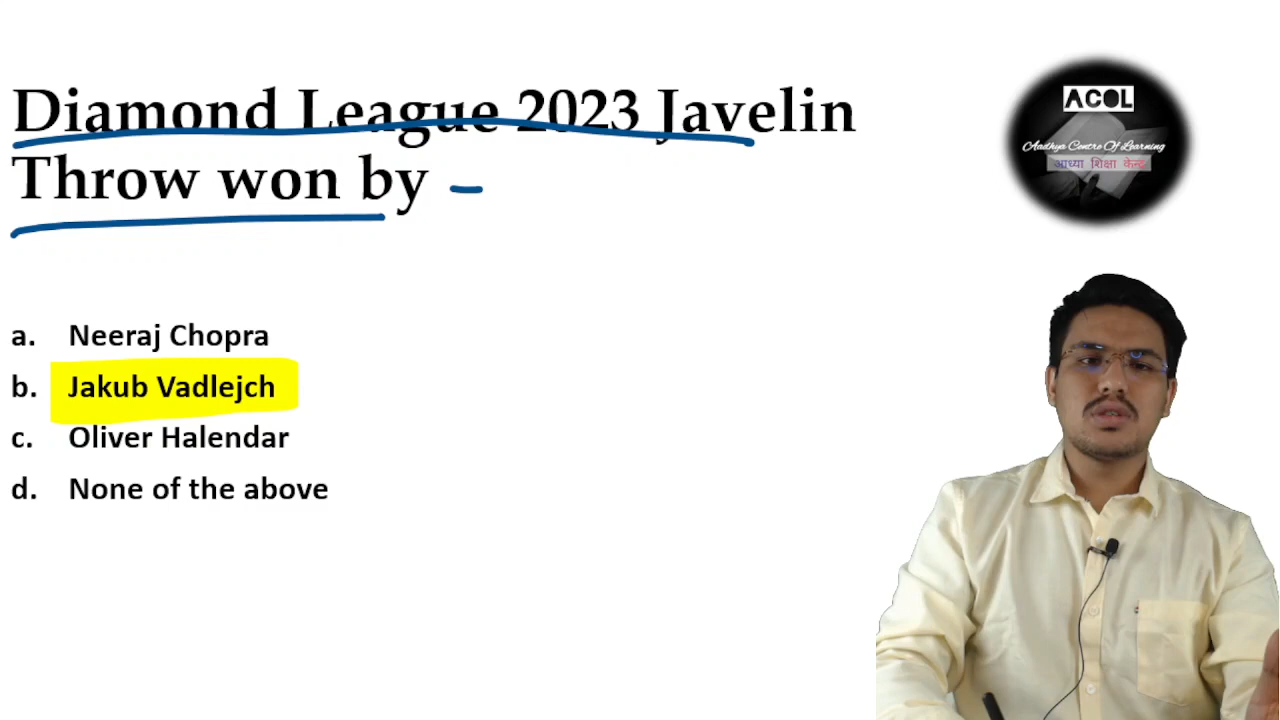 Diamond League 2023 Javelin
Throw won by -
a. Neeraj Chopra
b. Jakub Vadlejch
c. Oliver Halendar
d. None of the above
ACOL
Aadhya Centre Of Learning
आध्या शिक्षा केन्द्र